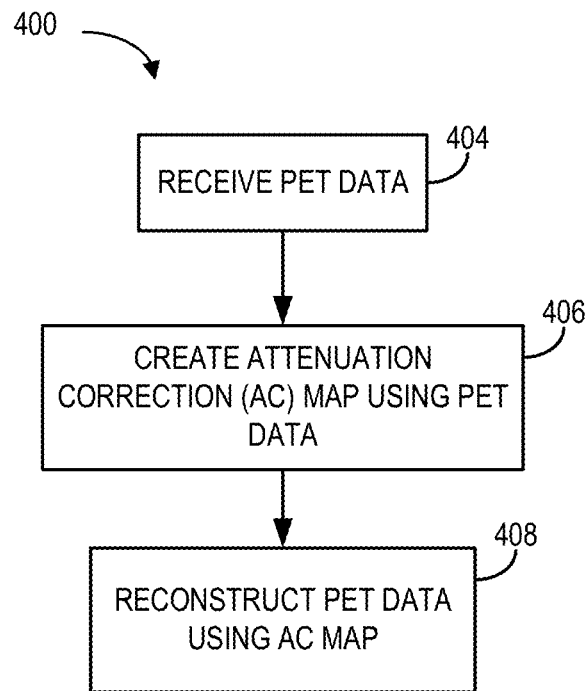 400
404
RECEIVE PET DATA
406
CREATE ATTENUATION
CORRECTION (AC) MAP USING PET
DATA
408
RECONSTRUCT PET DATA
USING AC MAP